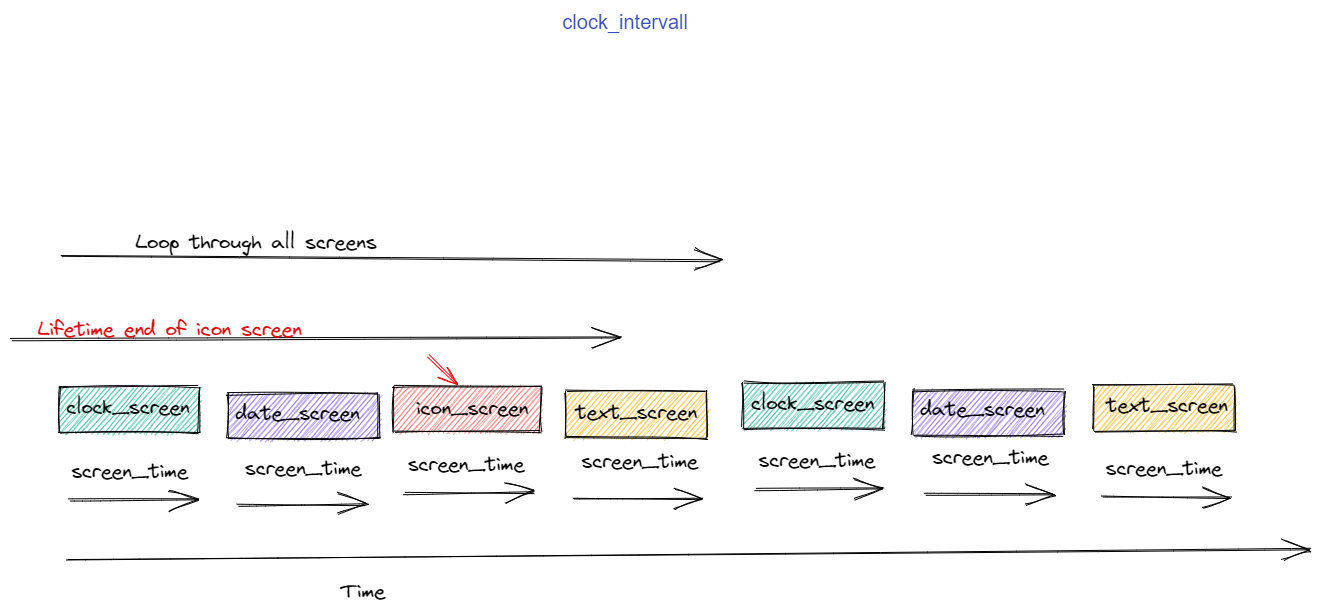 clock_intervall
Loop through all screens
Lifetime end of icon screen
clock_screen
date_screen
icon_screen
text_screen
clock_screen
date_screen
text_screen
screen_time
screen_time
screen_time
screen_time
screen_time
screen_time
screen_time
Time